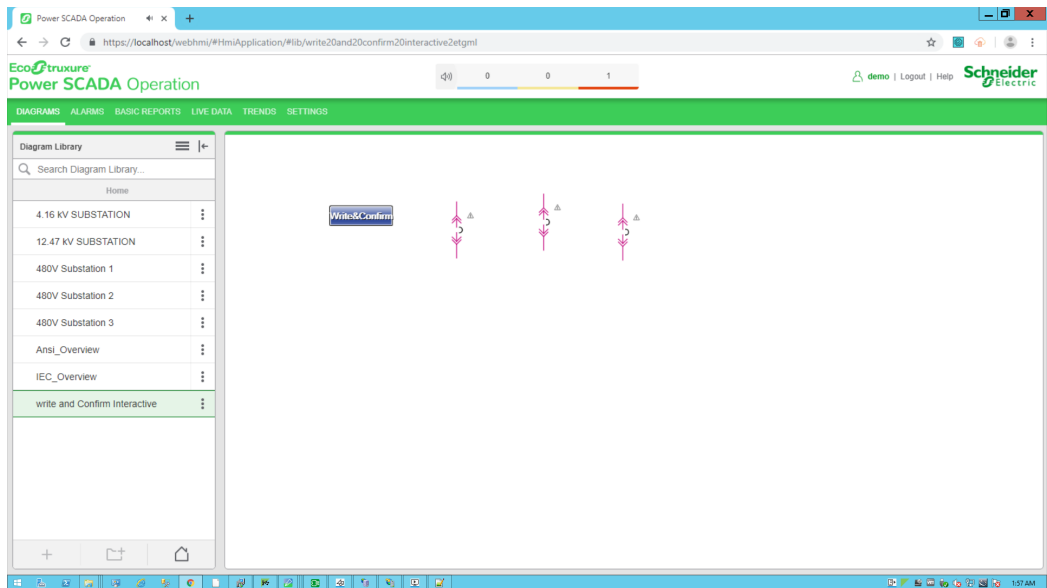 Power SCADA Operation
https://localhost/webhmi/#HmiApplication/#lib/write20and20confirm20interactive2etgml
EcoStruxure
Power SCADA Operation
0 0 1
demo | Logout | Help
Schneider
Electric
DIAGRAMS ALARMS BASIC REPORTS LIVE DATA TRENDS SETTINGS
Diagram Library
Search Diagram Library...
Home
4.16 kV SUBSTATION
12.47 kV SUBSTATION
480V Substation 1
480V Substation 2
480V Substation 3
Ansi_Overview
IEC_Overview
write and Confirm Interactive
Write&Confirm
1:57 AM